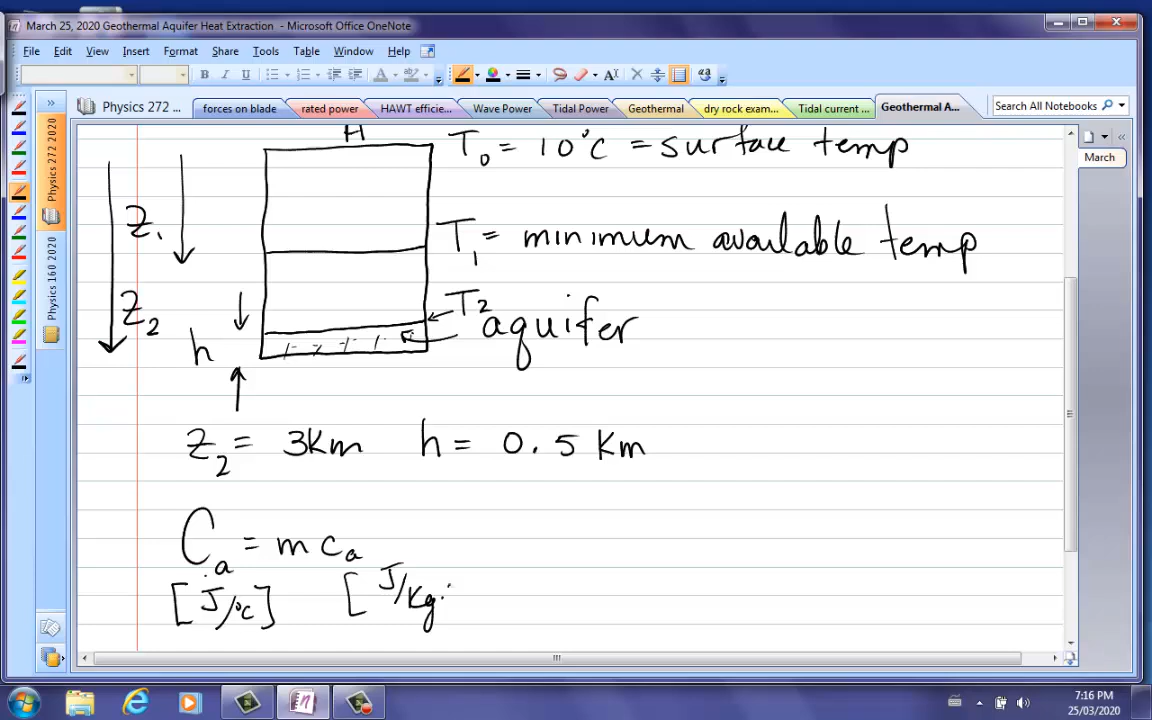 March 25, 2020 Geothermal Aquifer Heat Extraction - Microsoft Office OneNote
File Edit View Insert Format Share Tools Table Window Help
Physics 272 ... forces on blade rated power HAWT efficie... Wave Power Tidal Power Geothermal dry rock exam... Tidal current ... Geothermal A... Search All Notebooks
March
Physics 272 2020
Physics 160 2020
H
T0 = 10°C = surface temp
z1
T1 = minimum available temp
z2
T2
aquifer
h
z2 = 3km h = 0.5 km
Ca = m ca
[J/°C] [J/kg·
7:16 PM
25/03/2020